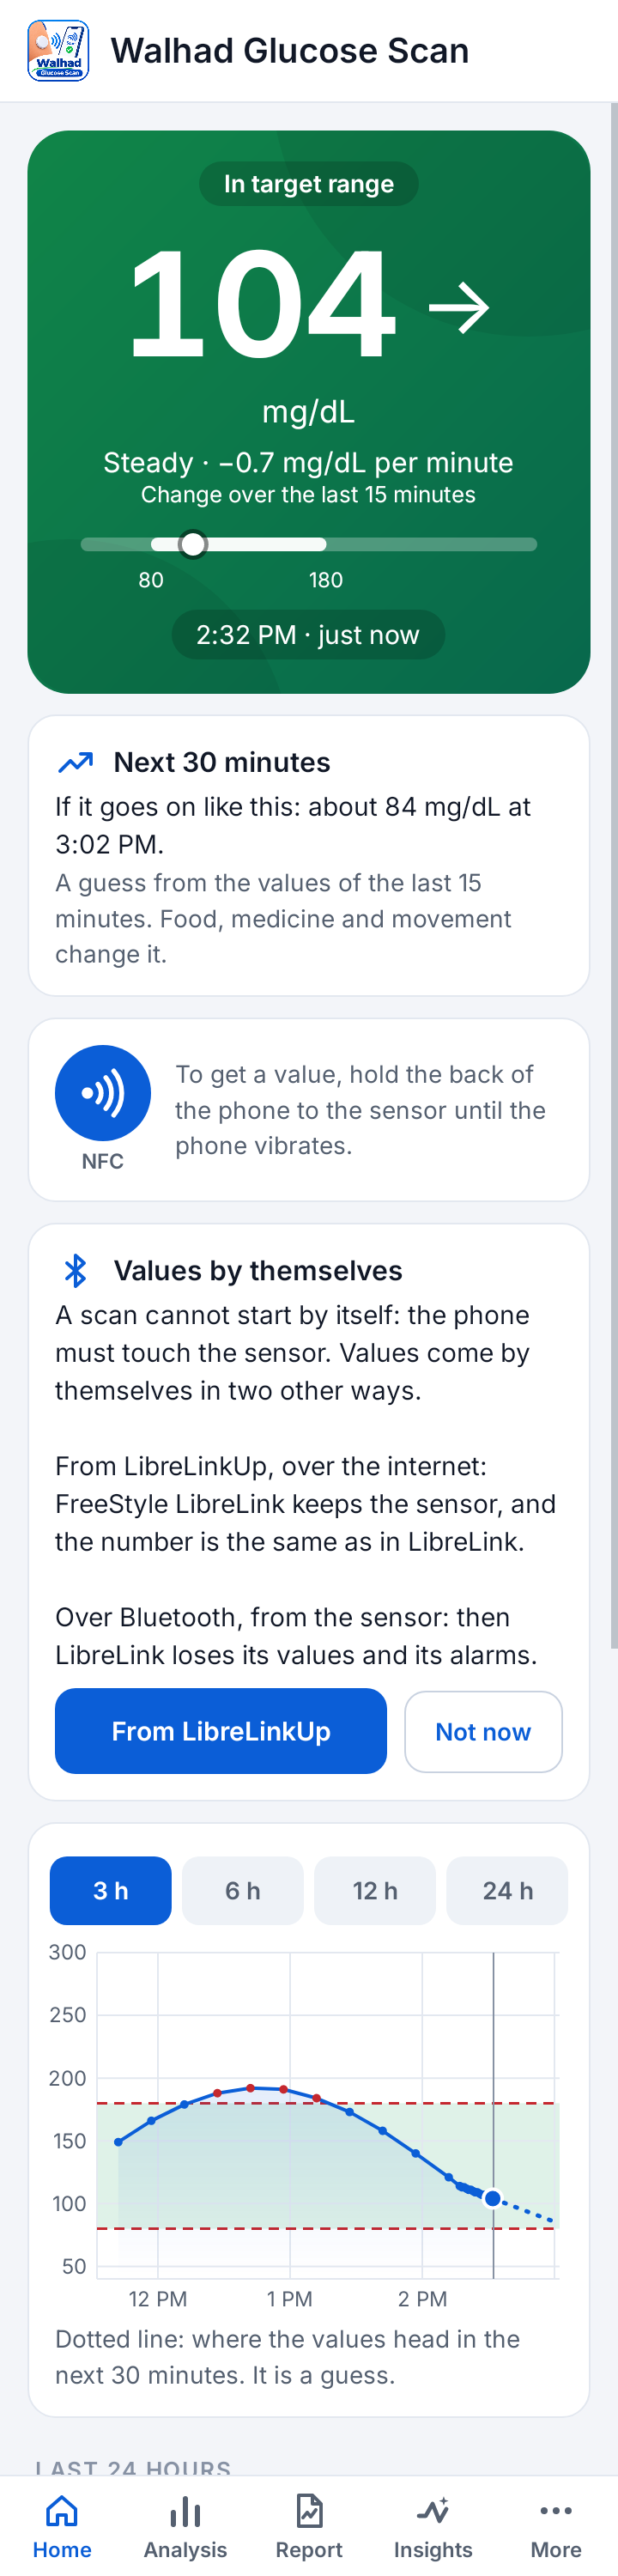 Walhad
Glucose Scan
Walhad Glucose Scan
In target range
104 →
mg/dL
Steady · −0.7 mg/dL per minute
Change over the last 15 minutes
80 180
2:32 PM · just now
Next 30 minutes
If it goes on like this: about 84 mg/dL at
3:02 PM.
A guess from the values of the last 15
minutes. Food, medicine and movement
change it.
NFC
To get a value, hold the back of
the phone to the sensor until the
phone vibrates.
Values by themselves
A scan cannot start by itself: the phone
must touch the sensor. Values come by
themselves in two other ways.
From LibreLinkUp, over the internet:
FreeStyle LibreLink keeps the sensor, and
the number is the same as in LibreLink.
Over Bluetooth, from the sensor: then
LibreLink loses its values and its alarms.
From LibreLinkUp Not now
3 h 6 h 12 h 24 h
300
250
200
150
100
50
12 PM 1 PM 2 PM
Dotted line: where the values head in the
next 30 minutes. It is a guess.
LAST 24 HOURS
Home Analysis Report Insights More